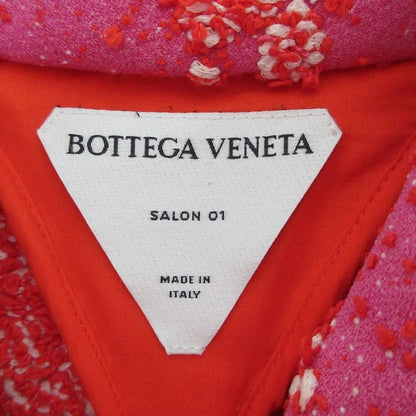 BOTTEGA VENETA
SALON 01
MADE IN
ITALY